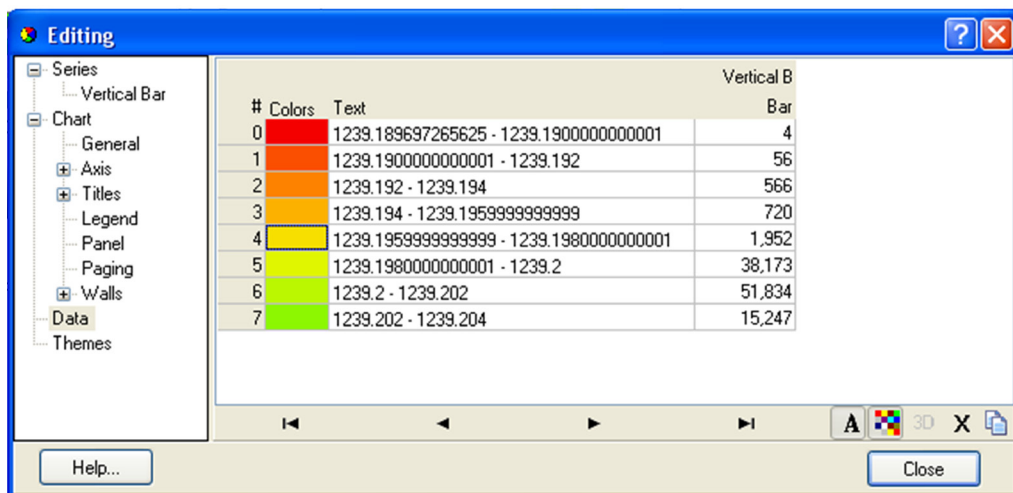 Editing
Series
Vertical Bar
Chart
General
Axis
Titles
Legend
Panel
Paging
Walls
Data
Themes
Vertical B
# Colors Text Bar
0 1239.189697265625 - 1239.1900000000001 4
1 1239.1900000000001 - 1239.192 56
2 1239.192 - 1239.194 566
3 1239.194 - 1239.1959999999999 720
4 1239.1959999999999 - 1239.1980000000001 1,952
5 1239.1980000000001 - 1239.2 38,173
6 1239.2 - 1239.202 51,834
7 1239.202 - 1239.204 15,247
A 3D X
Help... Close